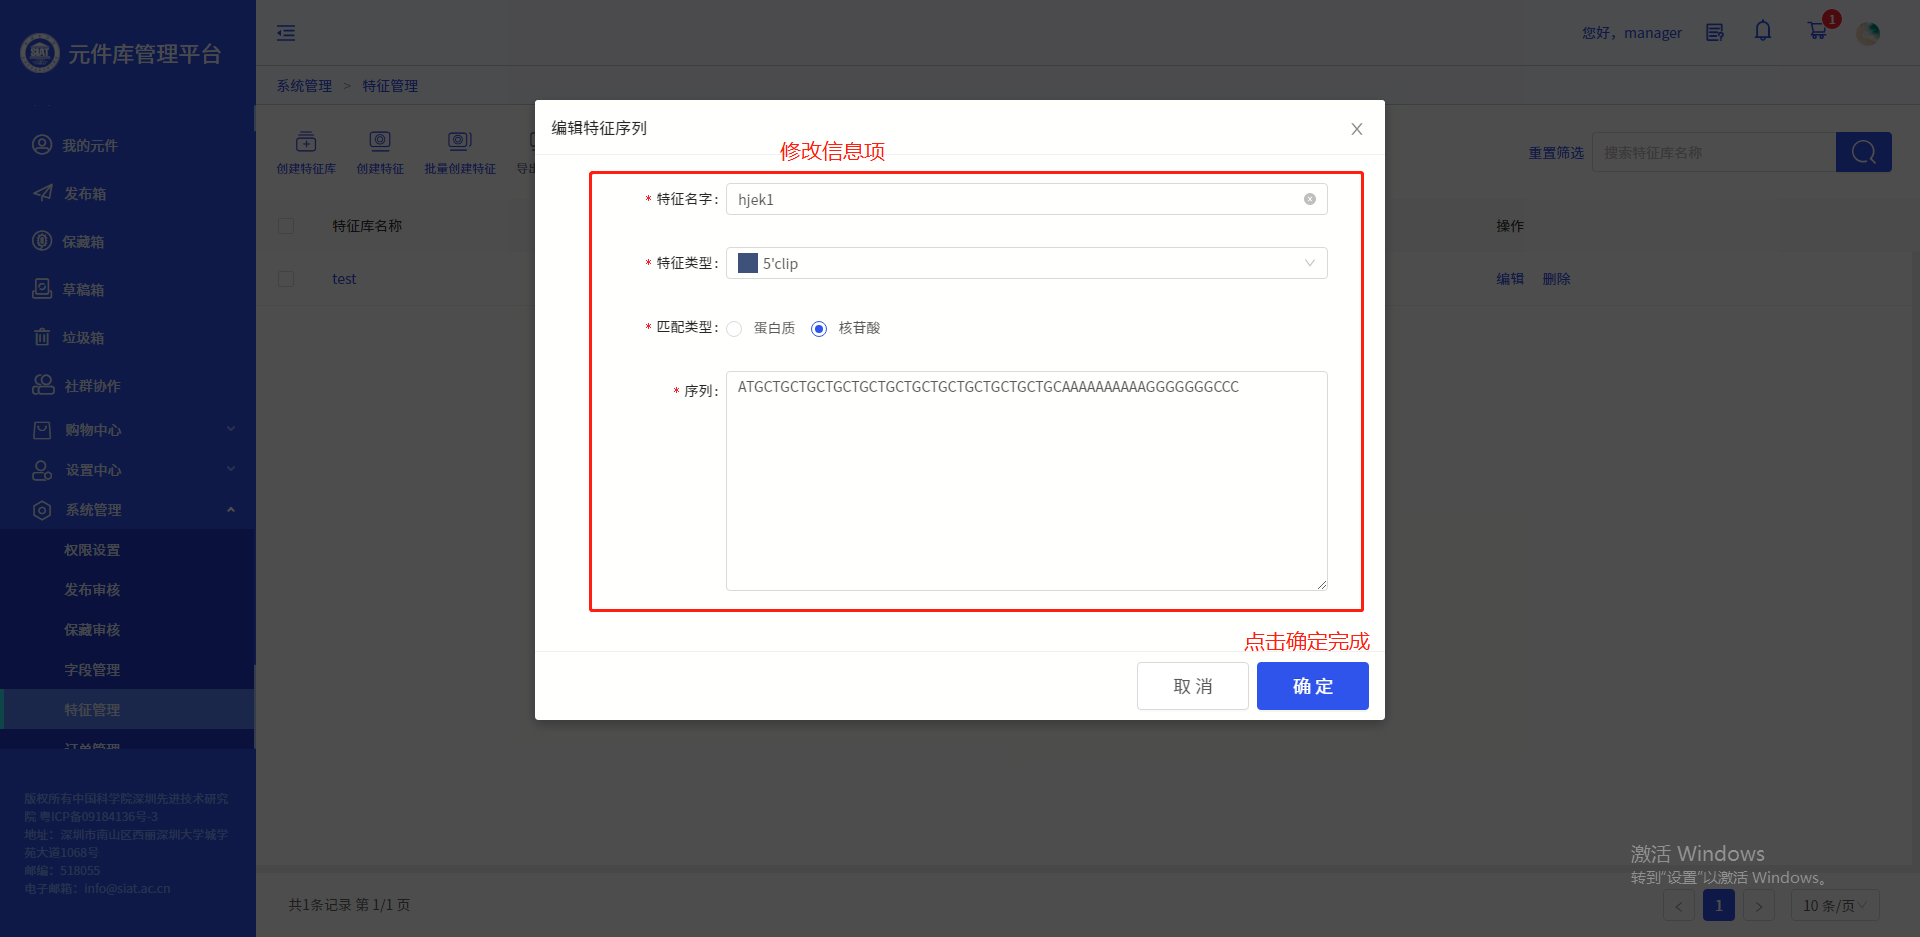 元件库管理平台
您好，manager
1
系统管理 > 特征管理
我的元件
发布箱
保藏箱
草稿箱
垃圾箱
社群协作
购物中心
设置中心
系统管理
权限设置
发布审核
保藏审核
字段管理
特征管理
订单管理
版权所有中国科学院深圳先进技术研究
院 粤ICP备09184136号-3
地址：深圳市南山区西丽深圳大学城学
苑大道1068号
邮编：518055
电子邮箱：info@siat.ac.cn
创建特征库 创建特征 批量创建特征 导出
重置筛选 搜索特征库名称
特征库名称 操作
test 编辑 删除
编辑特征序列
修改信息项
* 特征名字： hjek1
* 特征类型： 5'clip
* 匹配类型： 蛋白质 核苷酸
* 序列： ATGCTGCTGCTGCTGCTGCTGCTGCTGCTGCTGCTGCAAAAAAAAAAGGGGGGGCCC
点击确定完成
取 消 确 定
激活 Windows
转到"设置"以激活 Windows。
共1条记录 第 1/1 页
< 1 > 10 条/页